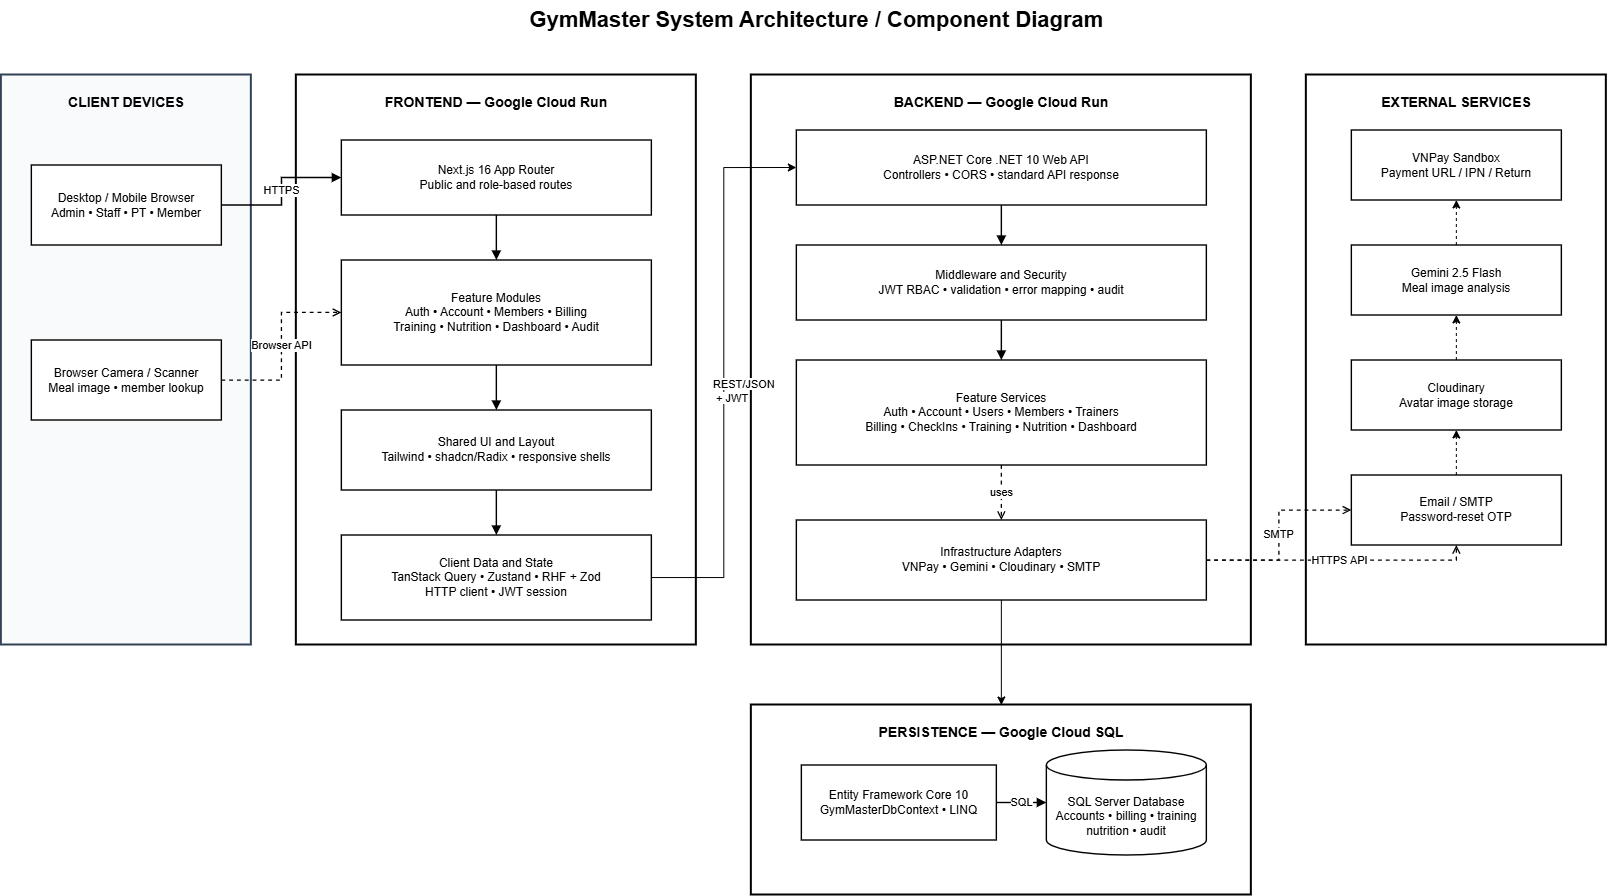 GymMaster System Architecture / Component Diagram
CLIENT DEVICES
Desktop / Mobile Browser
Admin • Staff • PT • Member
Browser Camera / Scanner
Meal image • member lookup
HTTPS
Browser API
FRONTEND — Google Cloud Run
Next.js 16 App Router
Public and role-based routes
Feature Modules
Auth • Account • Members • Billing
Training • Nutrition • Dashboard • Audit
Shared UI and Layout
Tailwind • shadcn/Radix • responsive shells
Client Data and State
TanStack Query • Zustand • RHF + Zod
HTTP client • JWT session
REST/JSON
+ JWT
BACKEND — Google Cloud Run
ASP.NET Core .NET 10 Web API
Controllers • CORS • standard API response
Middleware and Security
JWT RBAC • validation • error mapping • audit
Feature Services
Auth • Account • Users • Members • Trainers
Billing • CheckIns • Training • Nutrition • Dashboard
uses
Infrastructure Adapters
VNPay • Gemini • Cloudinary • SMTP
SMTP
HTTPS API
EXTERNAL SERVICES
VNPay Sandbox
Payment URL / IPN / Return
Gemini 2.5 Flash
Meal image analysis
Cloudinary
Avatar image storage
Email / SMTP
Password-reset OTP
PERSISTENCE — Google Cloud SQL
Entity Framework Core 10
GymMasterDbContext • LINQ
SQL
SQL Server Database
Accounts • billing • training
nutrition • audit